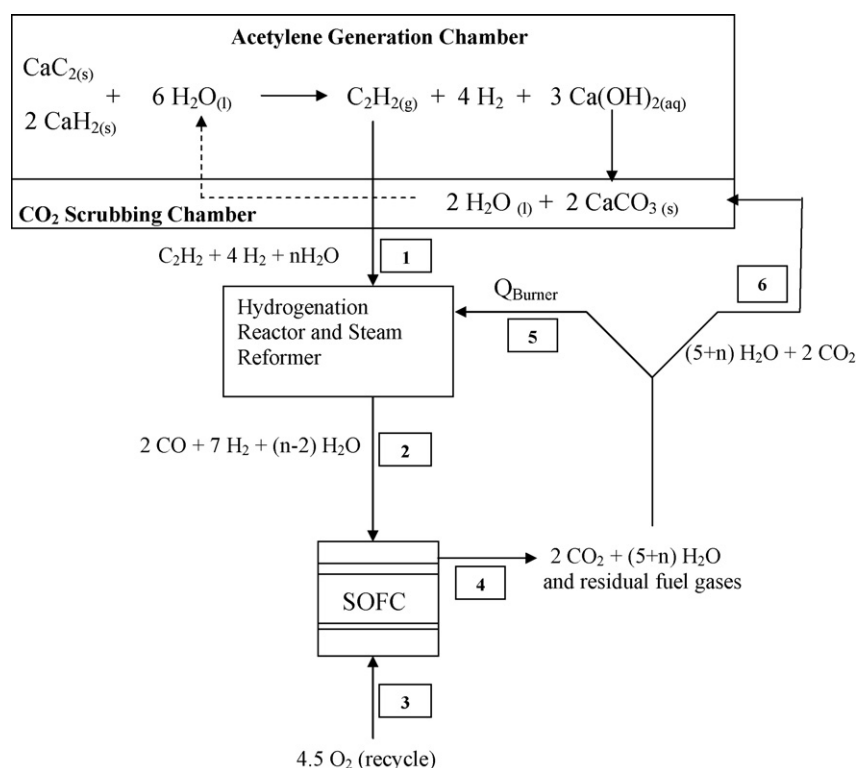 Acetylene Generation Chamber
CaC2(s)
2 CaH2(s)
+ 6 H2O(l) C2H2(g) + 4 H2 + 3 Ca(OH)2(aq)
CO2 Scrubbing Chamber
2 H2O (l) + 2 CaCO3 (s)
C2H2 + 4 H2 + nH2O
1
Hydrogenation
Reactor and Steam
Reformer
QBurner
5
6
(5+n) H2O + 2 CO2
2 CO + 7 H2 + (n-2) H2O
2
SOFC
4
2 CO2 + (5+n) H2O
and residual fuel gases
3
4.5 O2 (recycle)